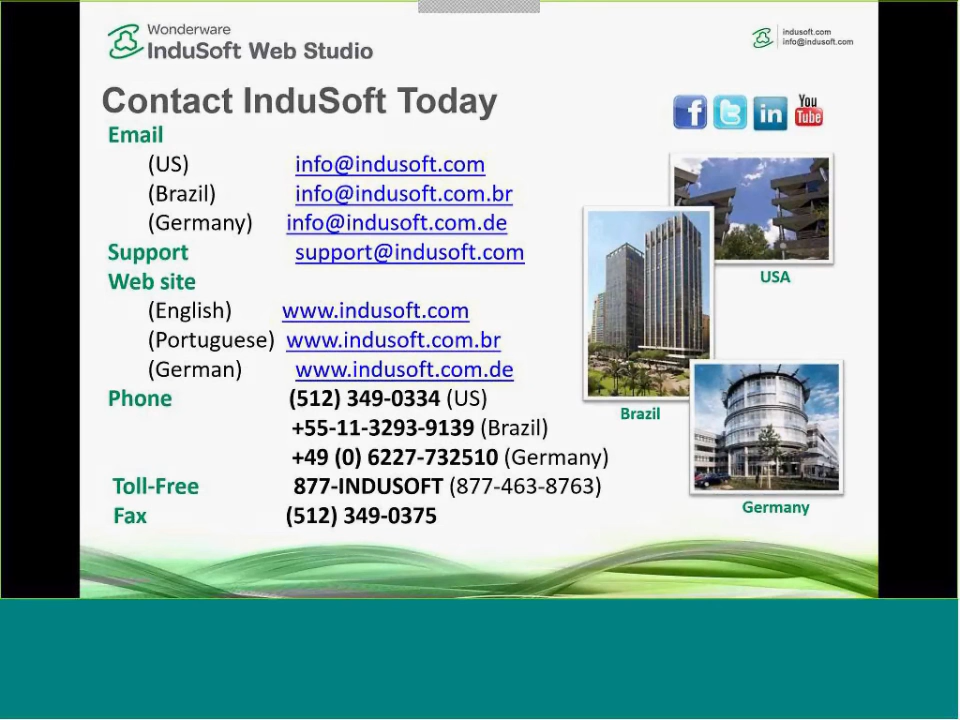 Wonderware
InduSoft Web Studio
indusoft.com
info@indusoft.com
Contact InduSoft Today
You
Tube
f
t
in
Email
(US) info@indusoft.com
(Brazil) info@indusoft.com.br
(Germany) info@indusoft.com.de
Support support@indusoft.com
Web site
(English) www.indusoft.com
(Portuguese) www.indusoft.com.br
(German) www.indusoft.com.de
Phone (512) 349-0334 (US)
+55-11-3293-9139 (Brazil)
+49 (0) 6227-732510 (Germany)
Toll-Free 877-INDUSOFT (877-463-8763)
Fax (512) 349-0375
USA
Brazil
Germany